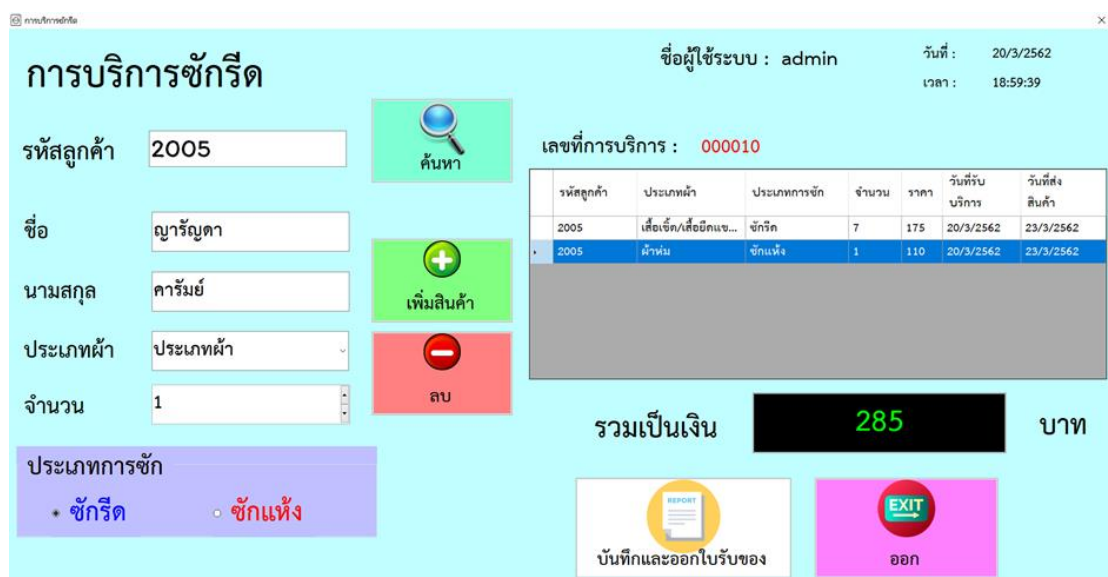 การบริการซักรีด
การบริการซักรีด
ชื่อผู้ใช้ระบบ : admin
วันที่ : 20/3/2562
เวลา : 18:59:39
รหัสลูกค้า 2005
ค้นหา
เลขที่การบริการ : 000010
รหัสลูกค้า ประเภทผ้า ประเภทการซัก จำนวน ราคา วันที่รับบริการ วันที่ส่งสินค้า
2005 เสื้อเชิ้ต/เสื้อยืดแข... ซักรีด 7 175 20/3/2562 23/3/2562
2005 ผ้าห่ม ซักแห้ง 1 110 20/3/2562 23/3/2562
ชื่อ ญารัญดา
นามสกุล คารัมย์
เพิ่มสินค้า
ประเภทผ้า ประเภทผ้า
จำนวน 1
ลบ
รวมเป็นเงิน 285 บาท
ประเภทการซัก
ซักรีด ซักแห้ง
REPORT
บันทึกและออกใบรับของ
EXIT
ออก